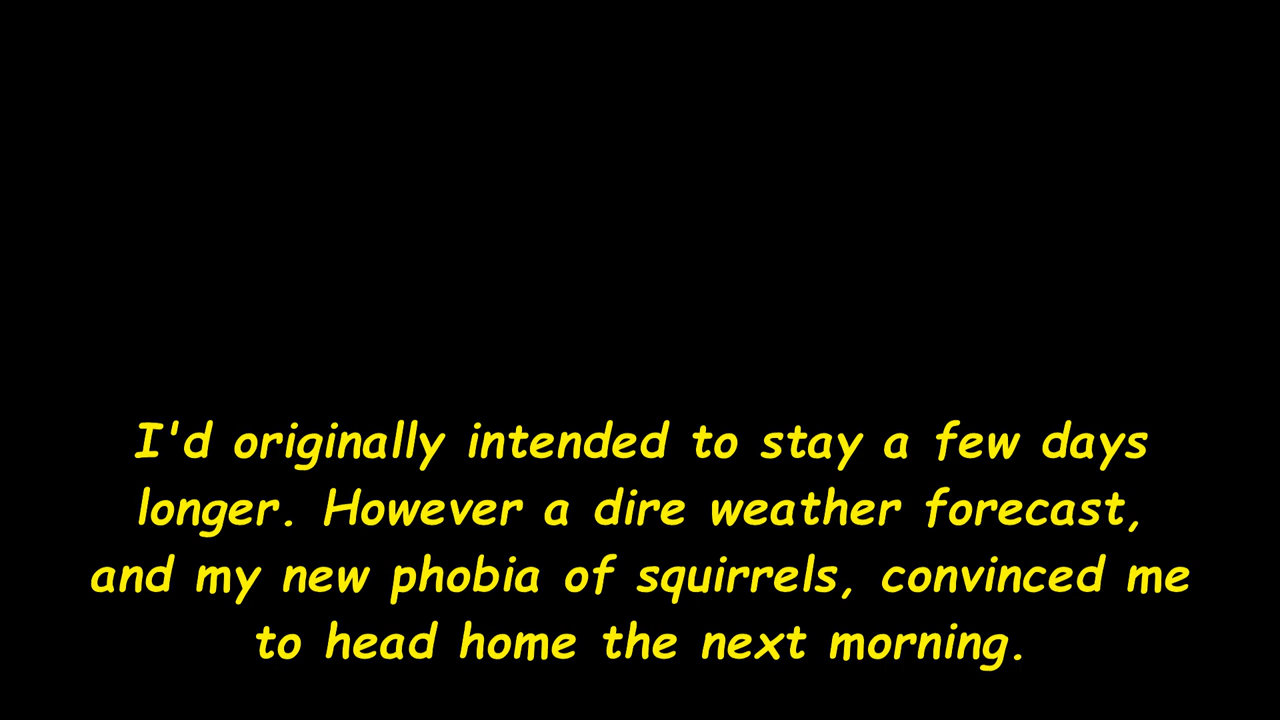 I'd originally intended to stay a few days
longer. However a dire weather forecast,
and my new phobia of squirrels, convinced me
to head home the next morning.